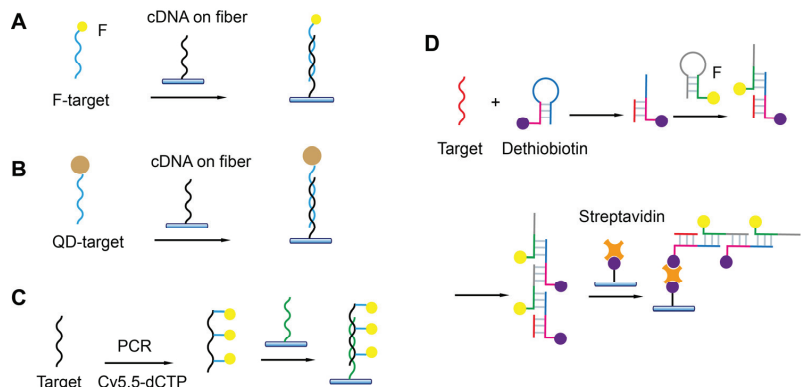 A
F
cDNA on fiber
F-target
B
cDNA on fiber
QD-target
C
PCR
Target
Cy5.5-dCTP
D
F
+
Target
Dethiobiotin
Streptavidin